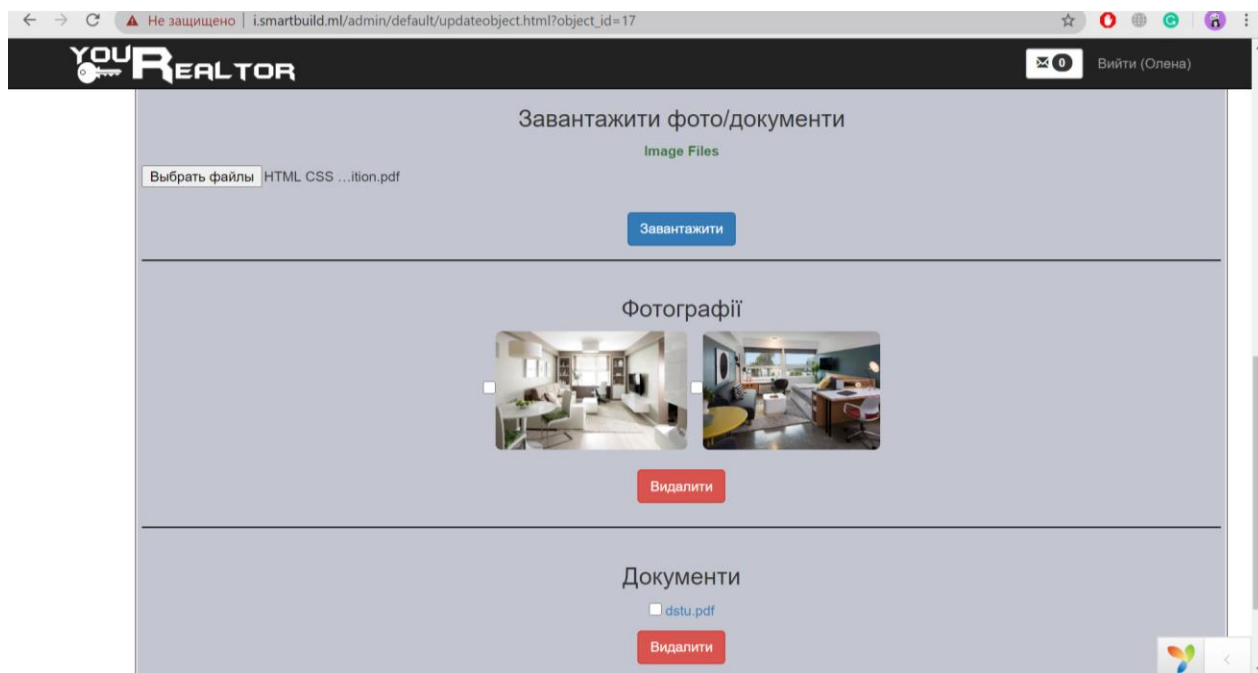 Не защищено | i.smartbuild.ml/admin/default/updateobject.html?object_id=17
YOU REALTOR
0 Вийти (Олена)
Завантажити фото/документи
Image Files
Выбрать файлы HTML CSS ...ition.pdf
Завантажити
Фотографії
Видалити
Документи
dstu.pdf
Видалити